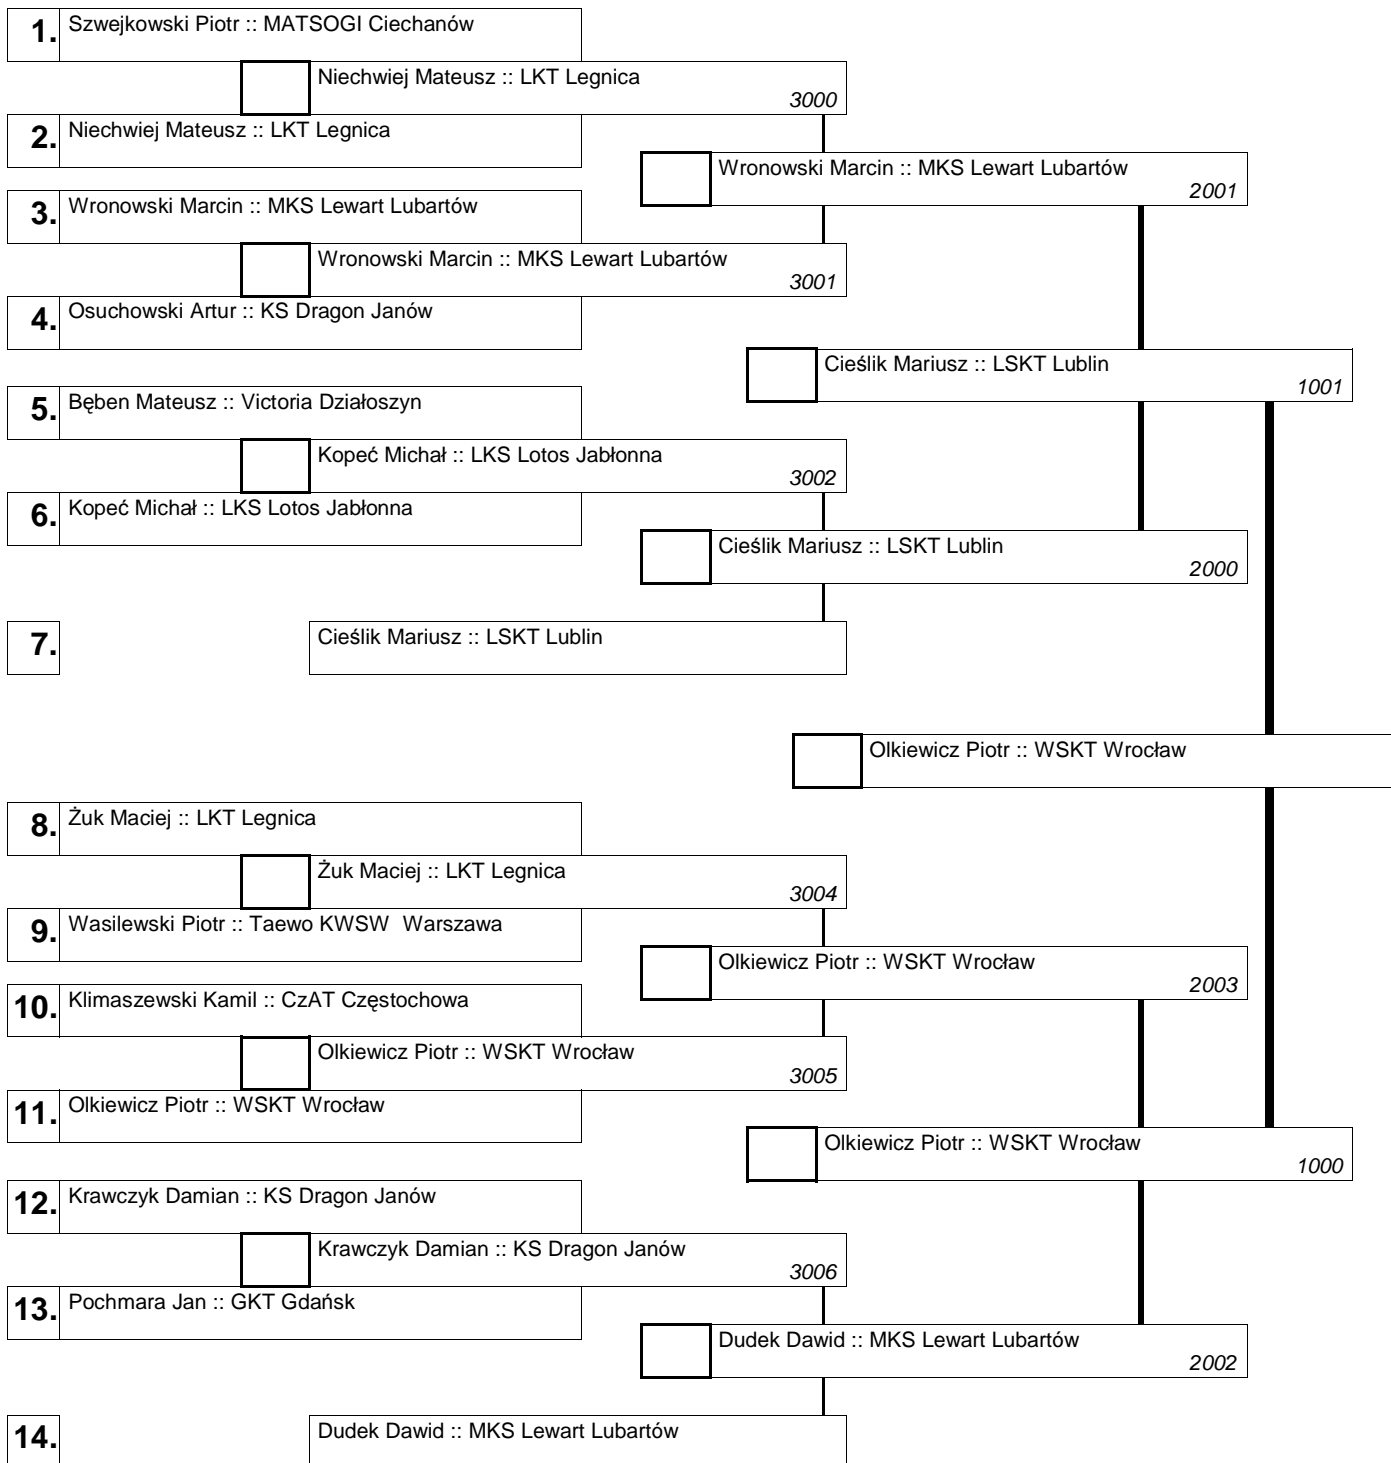 1. Szwejkowski Piotr :: MATSOGI Ciechanów
Niechwiej Mateusz :: LKT Legnica
3000
2. Niechwiej Mateusz :: LKT Legnica
Wronowski Marcin :: MKS Lewart Lubartów
2001
3. Wronowski Marcin :: MKS Lewart Lubartów
Wronowski Marcin :: MKS Lewart Lubartów
3001
4. Osuchowski Artur :: KS Dragon Janów
Cieślik Mariusz :: LSKT Lublin
1001
5. Bęben Mateusz :: Victoria Działoszyn
Kopeć Michał :: LKS Lotos Jabłonna
3002
6. Kopeć Michał :: LKS Lotos Jabłonna
Cieślik Mariusz :: LSKT Lublin
2000
7. Cieślik Mariusz :: LSKT Lublin
Olkiewicz Piotr :: WSKT Wrocław
8. Żuk Maciej :: LKT Legnica
Żuk Maciej :: LKT Legnica
3004
9. Wasilewski Piotr :: Taewo KWSW Warszawa
Olkiewicz Piotr :: WSKT Wrocław
2003
10. Klimaszewski Kamil :: CzAT Częstochowa
Olkiewicz Piotr :: WSKT Wrocław
3005
11. Olkiewicz Piotr :: WSKT Wrocław
Olkiewicz Piotr :: WSKT Wrocław
1000
12. Krawczyk Damian :: KS Dragon Janów
Krawczyk Damian :: KS Dragon Janów
3006
13. Pochmara Jan :: GKT Gdańsk
Dudek Dawid :: MKS Lewart Lubartów
2002
14. Dudek Dawid :: MKS Lewart Lubartów